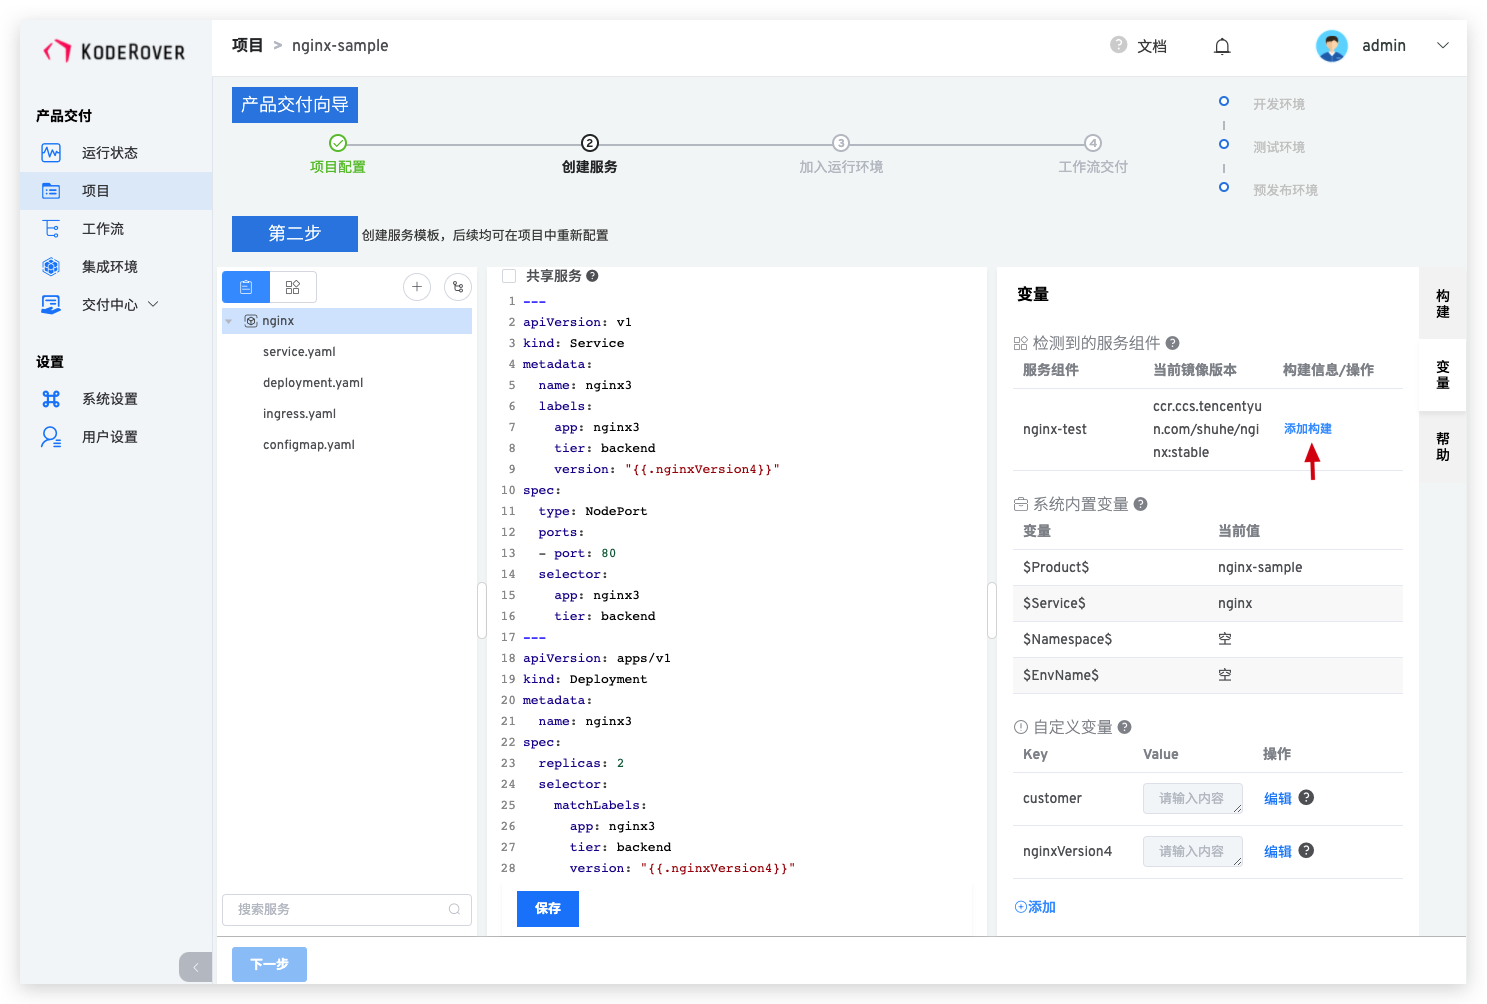 KODEROVER
项目 > nginx-sample
文档
admin
产品交付
运行状态
项目
工作流
集成环境
交付中心
设置
系统设置
用户设置
产品交付向导
项目配置
2
创建服务
3
加入运行环境
4
工作流交付
开发环境
测试环境
预发布环境
第二步
创建服务模板，后续均可在项目中重新配置
nginx
service.yaml
deployment.yaml
ingress.yaml
configmap.yaml
搜索服务
共享服务
1 ---
2 apiVersion: v1
3 kind: Service
4 metadata:
5   name: nginx3
6   labels:
7     app: nginx3
8     tier: backend
9     version: "{{.nginxVersion4}}"
10 spec:
11   type: NodePort
12   ports:
13   - port: 80
14   selector:
15     app: nginx3
16     tier: backend
17 ---
18 apiVersion: apps/v1
19 kind: Deployment
20 metadata:
21   name: nginx3
22 spec:
23   replicas: 2
24   selector:
25     matchLabels:
26       app: nginx3
27       tier: backend
28       version: "{{.nginxVersion4}}"
保存
变量
检测到的服务组件
服务组件 当前镜像版本 构建信息/操作
nginx-test
ccr.ccs.tencentyu
n.com/shuhe/ngi
nx:stable
添加构建
系统内置变量
变量 当前值
$Product$ nginx-sample
$Service$ nginx
$Namespace$ 空
$EnvName$ 空
自定义变量
Key Value 操作
customer 请输入内容 编辑
nginxVersion4 请输入内容 编辑
添加
构建
变量
帮助
下一步